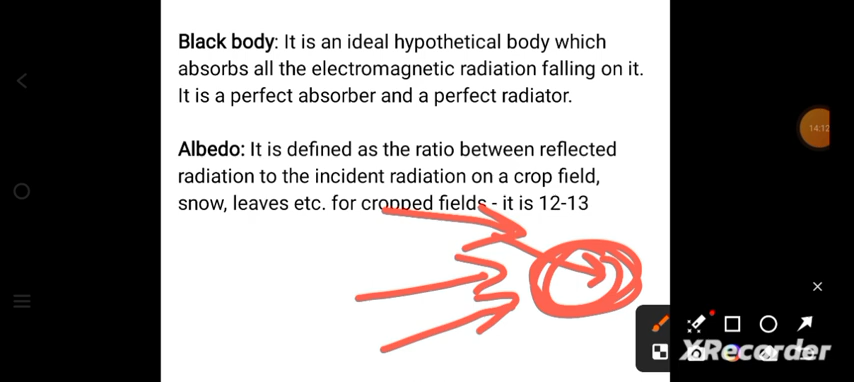 Black body: It is an ideal hypothetical body which
absorbs all the electromagnetic radiation falling on it.
It is a perfect absorber and a perfect radiator.
Albedo: It is defined as the ratio between reflected
radiation to the incident radiation on a crop field,
snow, leaves etc. for cropped fields - it is 12-13
14:12
XRecorder